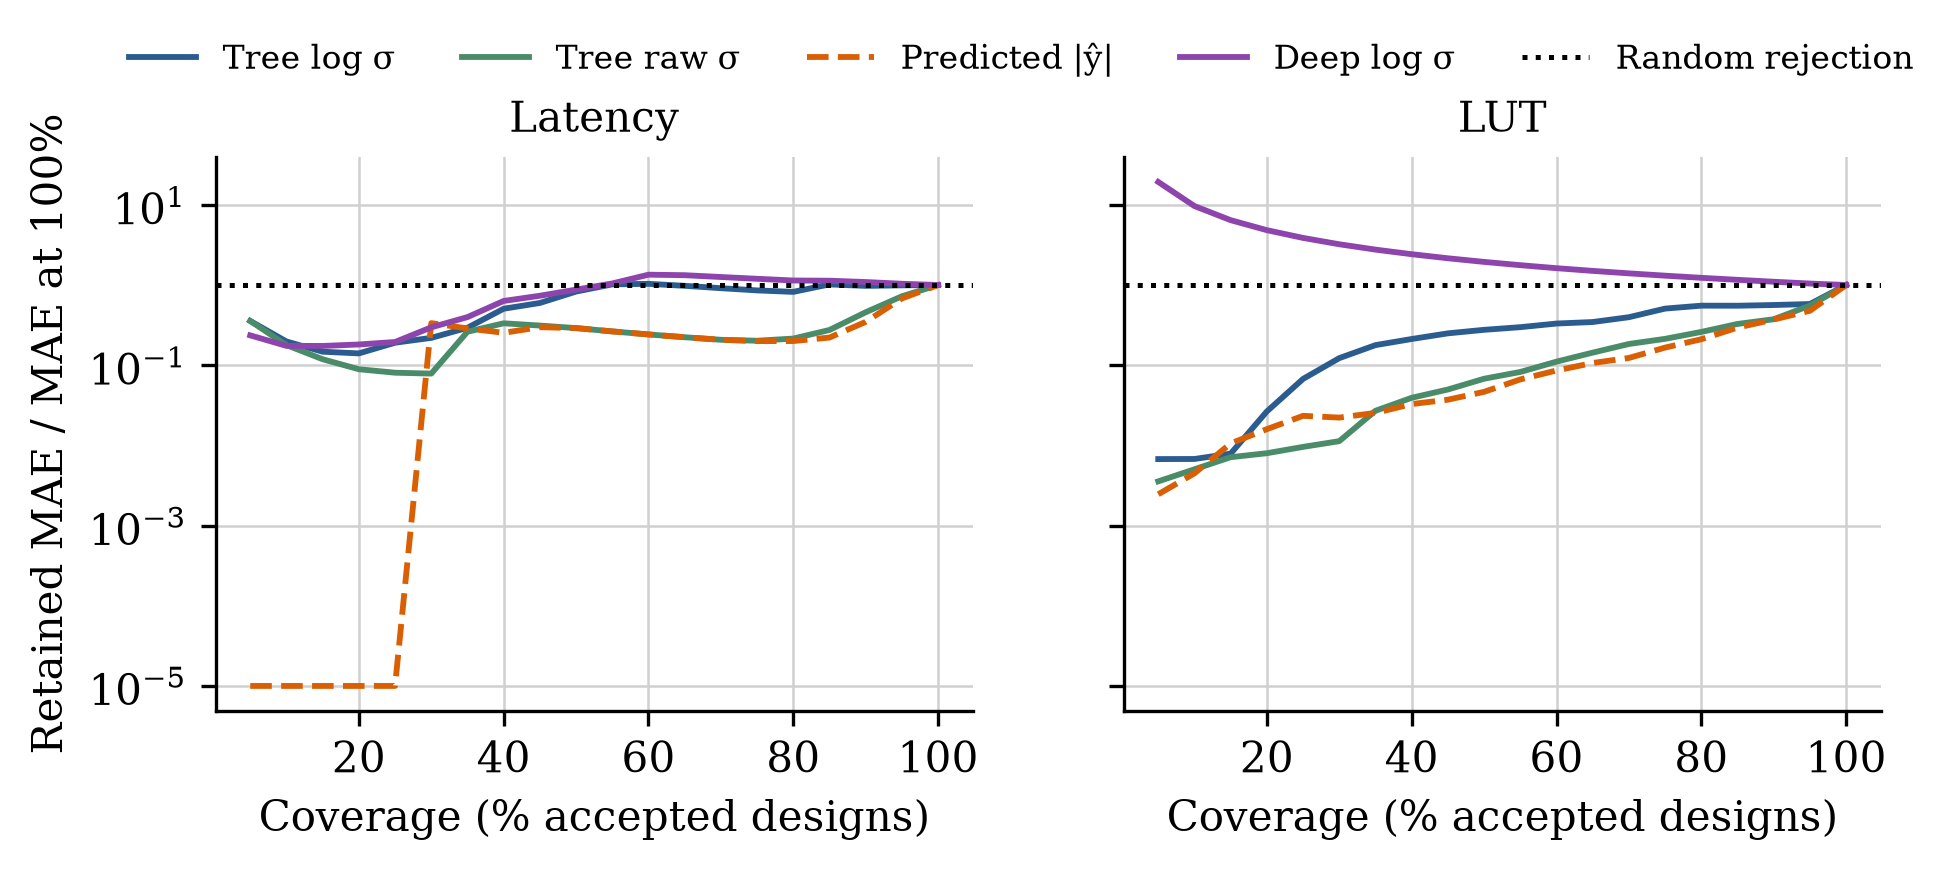 Tree log σ Tree raw σ Predicted |ŷ| Deep log σ Random rejection
Latency LUT
Retained MAE / MAE at 100%
10¹
10⁻¹
10⁻³
10⁻⁵
20 40 60 80 100 20 40 60 80 100
Coverage (% accepted designs) Coverage (% accepted designs)